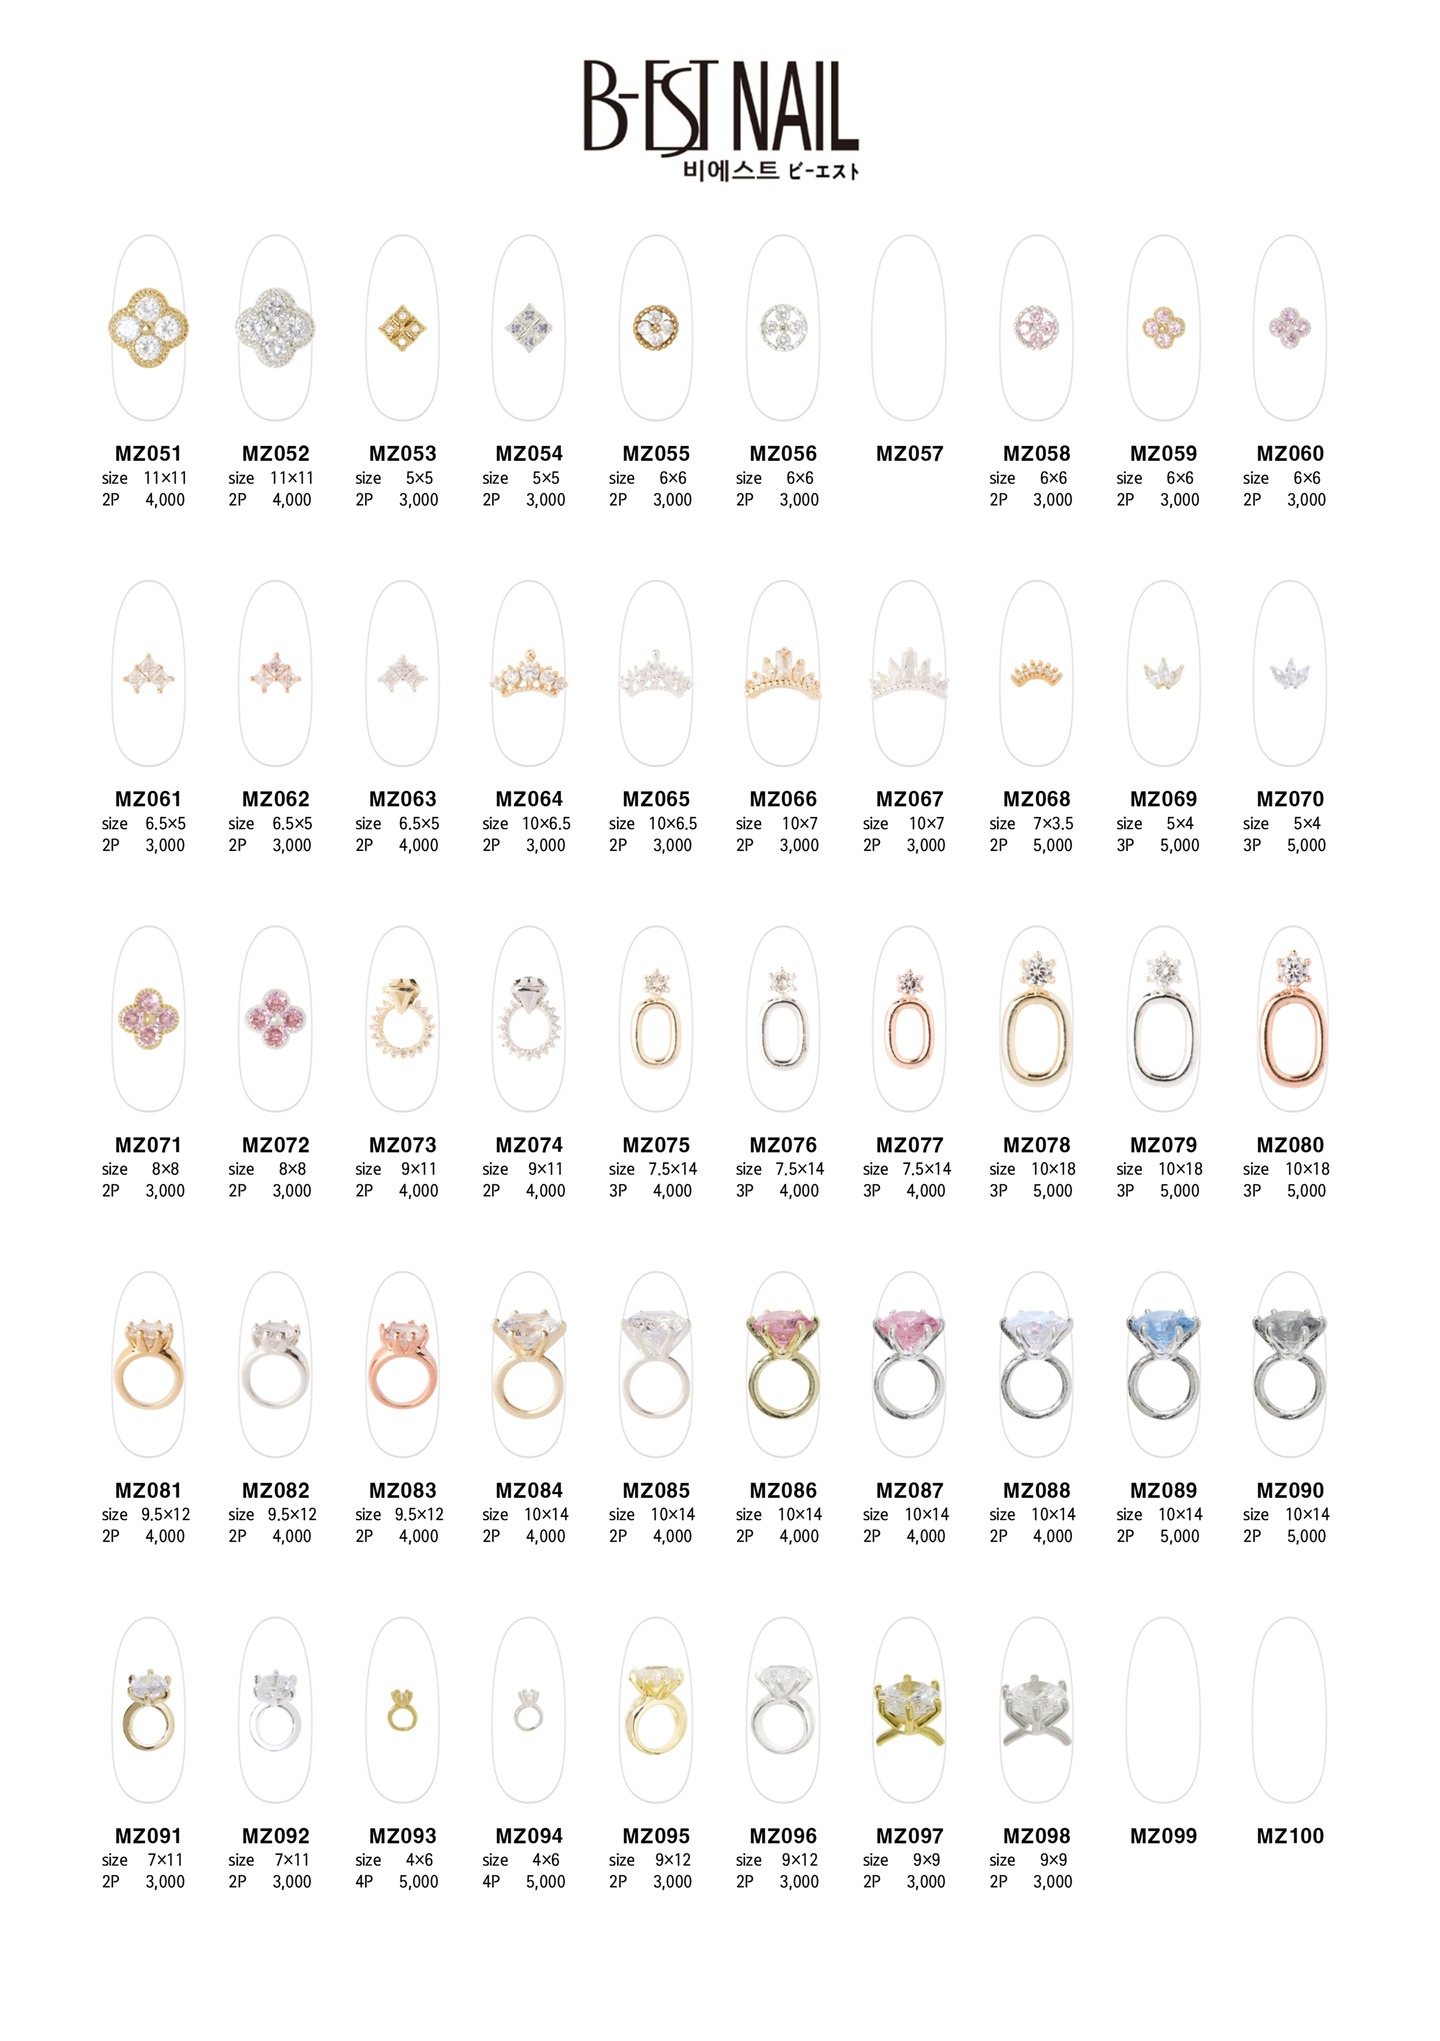 B-EST NAIL
비에스트 ビーエスト
MZ051 MZ052 MZ053 MZ054 MZ055 MZ056 MZ057 MZ058 MZ059 MZ060
size 11×11 size 11×11 size 5×5 size 5×5 size 6×6 size 6×6 size 6×6 size 6×6 size 6×6
2P 4,000 2P 4,000 2P 3,000 2P 3,000 2P 3,000 2P 3,000 2P 3,000 2P 3,000 2P 3,000
MZ061 MZ062 MZ063 MZ064 MZ065 MZ066 MZ067 MZ068 MZ069 MZ070
size 6.5×5 size 6.5×5 size 6.5×5 size 10×6.5 size 10×6.5 size 10×7 size 10×7 size 7×3.5 size 5×4 size 5×4
2P 3,000 2P 3,000 2P 4,000 2P 3,000 2P 3,000 2P 3,000 2P 3,000 2P 5,000 3P 5,000 3P 5,000
MZ071 MZ072 MZ073 MZ074 MZ075 MZ076 MZ077 MZ078 MZ079 MZ080
size 8×8 size 8×8 size 9×11 size 9×11 size 7.5×14 size 7.5×14 size 7.5×14 size 10×18 size 10×18 size 10×18
2P 3,000 2P 3,000 2P 4,000 2P 4,000 3P 4,000 3P 4,000 3P 4,000 3P 5,000 3P 5,000 3P 5,000
MZ081 MZ082 MZ083 MZ084 MZ085 MZ086 MZ087 MZ088 MZ089 MZ090
size 9.5×12 size 9.5×12 size 9.5×12 size 10×14 size 10×14 size 10×14 size 10×14 size 10×14 size 10×14 size 10×14
2P 4,000 2P 4,000 2P 4,000 2P 4,000 2P 4,000 2P 4,000 2P 4,000 2P 4,000 2P 5,000 2P 5,000
MZ091 MZ092 MZ093 MZ094 MZ095 MZ096 MZ097 MZ098 MZ099 MZ100
size 7×11 size 7×11 size 4×6 size 4×6 size 9×12 size 9×12 size 9×9 size 9×9
2P 3,000 2P 3,000 4P 5,000 4P 5,000 2P 3,000 2P 3,000 2P 3,000 2P 3,000